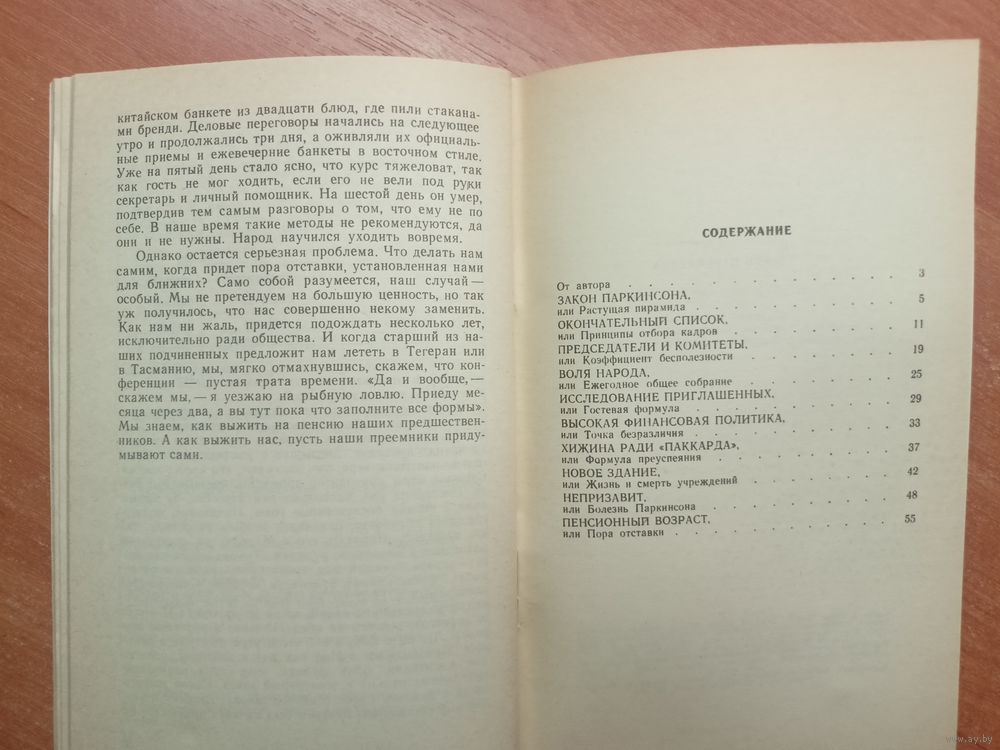 китайском банкете из двадцати блюд, где пили стакана-
ми бренди. Деловые переговоры начались на следующее
утро и продолжались три дня, а оживляли их официаль-
ные приемы и ежевечерние банкеты в восточном стиле.
Уже на пятый день стало ясно, что курс тяжеловат, так
как гость не мог ходить, если его не вели под руки
секретарь и личный помощник. На шестой день он умер,
подтвердив тем самым разговоры о том, что ему не по
себе. В наше время такие методы не рекомендуются, да
они и не нужны. Народ научился уходить вовремя.
Однако остается серьезная проблема. Что делать нам
самим, когда придет пора отставки, установленная нами
для ближних? Само собой разумеется, наш случай —
особый. Мы не претендуем на большую ценность, но так
уж получилось, что нас совершенно некому заменить.
Как нам ни жаль, придется подождать несколько лет,
исключительно ради общества. И когда старший из на-
ших подчиненных предложит нам лететь в Тегеран или
в Тасманию, мы, мягко отмахнувшись, скажем, что кон-
ференции — пустая трата времени. «Да и вообще, —
скажем мы, — я уезжаю на рыбную ловлю. Приеду ме-
сяца через два, а вы тут пока что заполните все формы».
Мы знаем, как выжить на пенсию наших предшествен-
ников. А как выжить нас, пусть наши преемники приду-
мывают сами.
СОДЕРЖАНИЕ
От автора . . . . . . . . . . . . 3
ЗАКОН ПАРКИНСОНА,
или Растущая пирамида . . . . . . . . . 5
ОКОНЧАТЕЛЬНЫЙ СПИСОК,
или Принципы отбора кадров . . . . . . . . 11
ПРЕДСЕДАТЕЛИ И КОМИТЕТЫ,
или Коэффициент бесполезности . . . . . . . 19
ВОЛЯ НАРОДА,
или Ежегодное общее собрание . . . . . . . 25
ИССЛЕДОВАНИЕ ПРИГЛАШЕННЫХ,
или Гостевая формула . . . . . . . . . 29
ВЫСОКАЯ ФИНАНСОВАЯ ПОЛИТИКА,
или Точка безразличия . . . . . . . . . 33
ХИЖИНА РАДИ «ПАККАРДА»,
или Формула преуспеяния . . . . . . . . 37
НОВОЕ ЗДАНИЕ,
или Жизнь и смерть учреждений . . . . . . . 42
НЕПРИЗАВИТ,
или Болезнь Паркинсона . . . . . . . . 48
ПЕНСИОННЫЙ ВОЗРАСТ,
или Пора отставки . . . . . . . . . . 55
www.ay.by